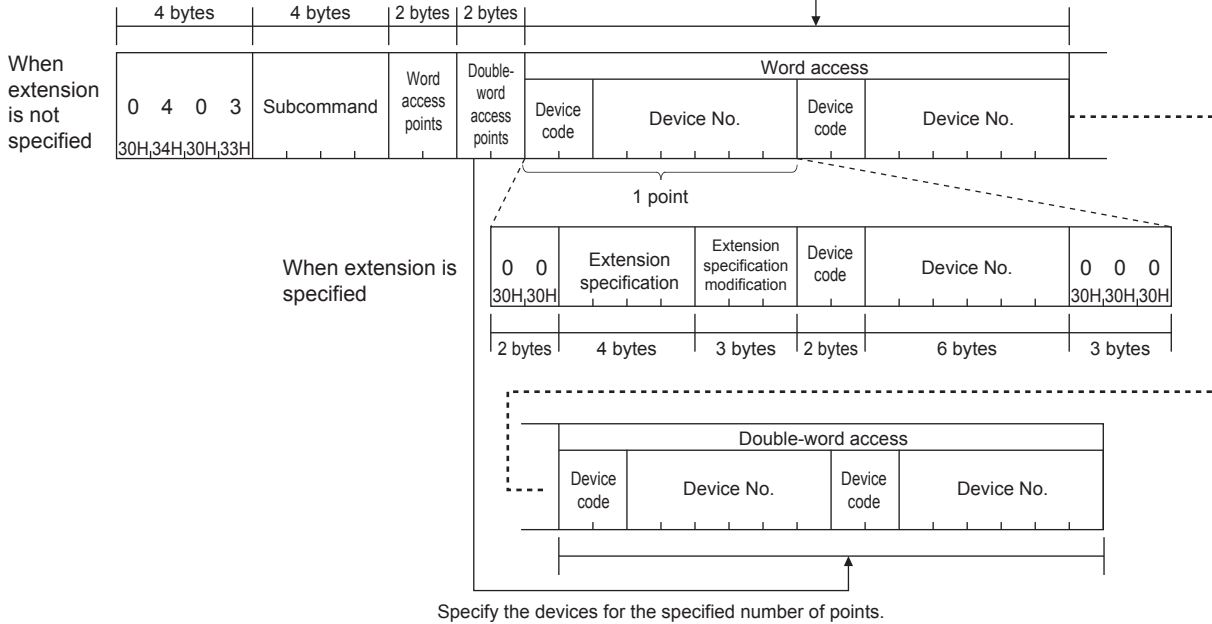 4 bytes 4 bytes 2 bytes 2 bytes
When
extension
is not
specified
0 4 0 3
30H 34H 30H 33H
Subcommand
Word
access
points
Double-
word
access
points
Word access
Device
code
Device No.
Device
code
Device No.
1 point
When extension is
specified
0 0
30H 30H
Extension
specification
Extension
specification
modification
Device
code
Device No.
0 0 0
30H 30H 30H
2 bytes 4 bytes 3 bytes 2 bytes 6 bytes 3 bytes
Double-word access
Device
code
Device No.
Device
code
Device No.
Specify the devices for the specified number of points.